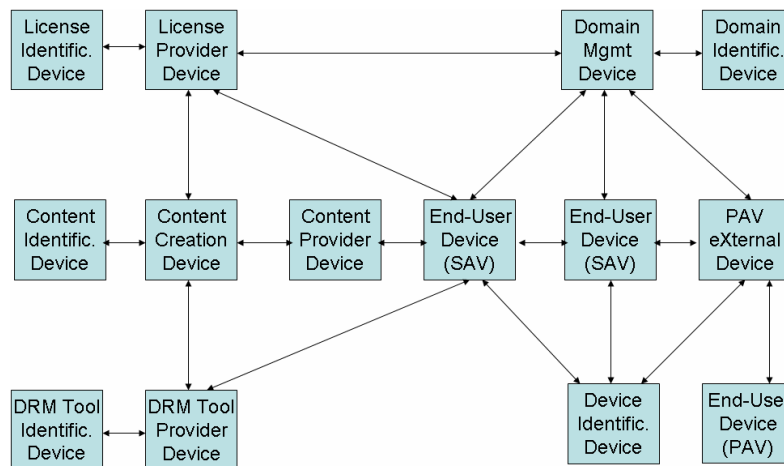 License
Identific.
Device
License
Provider
Device
Domain
Mgmt
Device
Domain
Identific.
Device
Content
Identific.
Device
Content
Creation
Device
Content
Provider
Device
End-User
Device
(SAV)
End-User
Device
(SAV)
PAV
eXternal
Device
DRM Tool
Identific.
Device
DRM Tool
Provider
Device
Device
Identific.
Device
End-User
Device
(PAV)